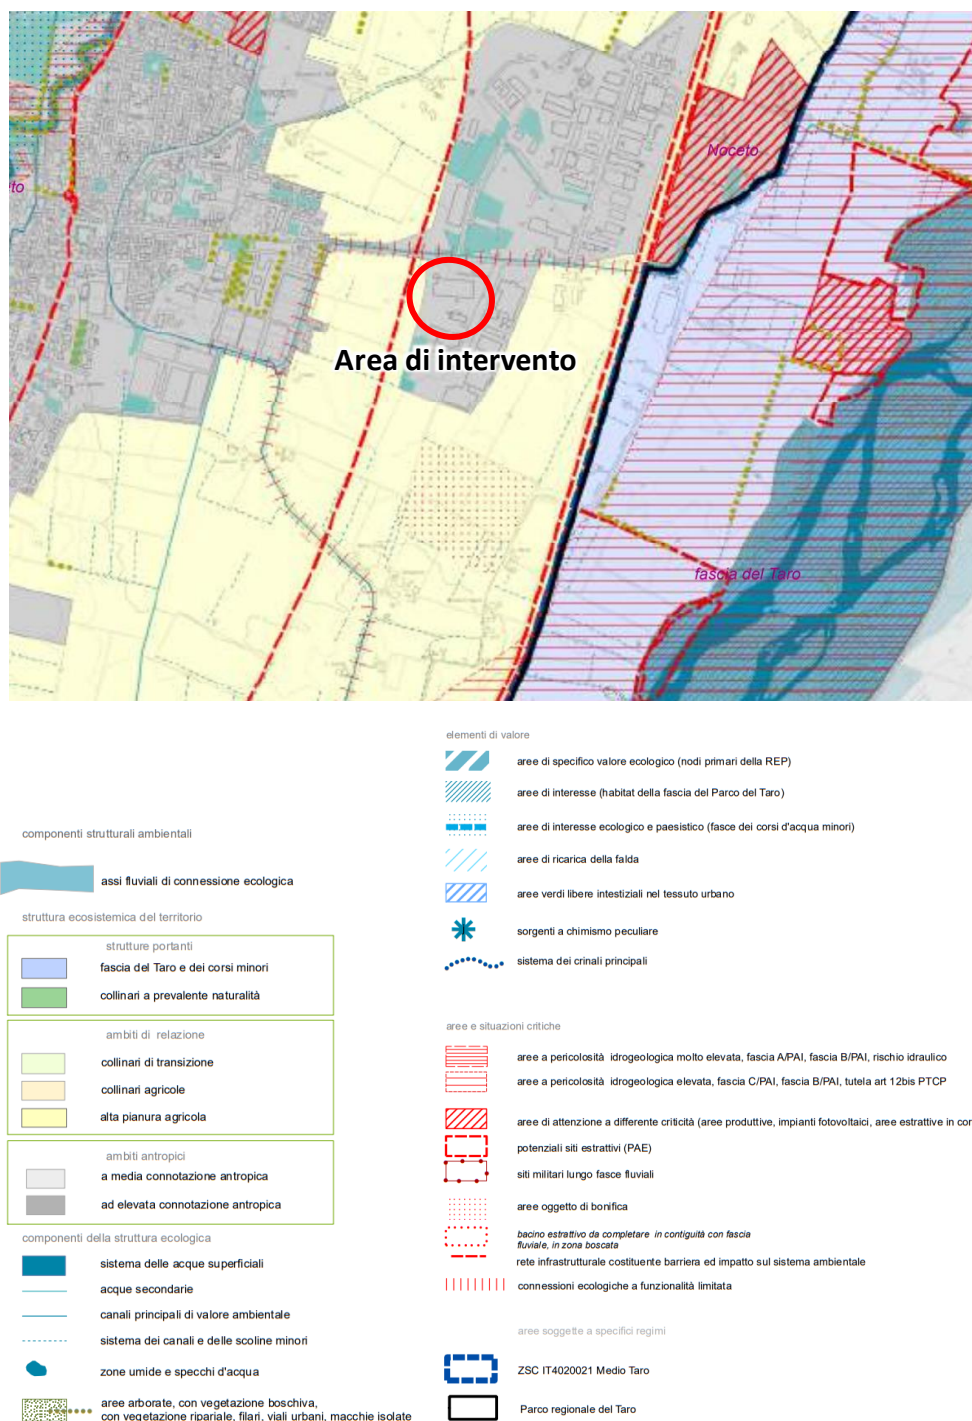 Noceto
to
Area di intervento
fascia del Taro
componenti strutturali ambientali
assi fluviali di connessione ecologica
struttura ecosistemica del territorio
strutture portanti
fascia del Taro e dei corsi minori
collinari a prevalente naturalità
ambiti di relazione
collinari di transizione
collinari agricole
alta pianura agricola
ambiti antropici
a media connotazione antropica
ad elevata connotazione antropica
componenti della struttura ecologica
sistema delle acque superficiali
acque secondarie
canali principali di valore ambientale
sistema dei canali e delle scoline minori
zone umide e specchi d'acqua
aree arborate, con vegetazione boschiva,
con vegetazione ripariale, filari, viali urbani, macchie isolate
elementi di valore
aree di specifico valore ecologico (nodi primari della REP)
aree di interesse (habitat della fascia del Parco del Taro)
aree di interesse ecologico e paesistico (fasce dei corsi d'acqua minori)
aree di ricarica della falda
aree verdi libere intestiziali nel tessuto urbano
sorgenti a chimismo peculiare
sistema dei crinali principali
aree e situazioni critiche
aree a pericolosità idrogeologica molto elevata, fascia A/PAI, fascia B/PAI, rischio idraulico
aree a pericolosità idrogeologica elevata, fascia C/PAI, fascia B/PAI, tutela art 12bis PTCP
aree di attenzione a differente criticità (aree produttive, impianti fotovoltaici, aree estrattive in cor
potenziali siti estrattivi (PAE)
siti militari lungo fasce fluviali
aree oggetto di bonifica
bacino estrattivo da completare in contiguità con fascia
fluviale, in zona boscata
rete infrastrutturale costituente barriera ed impatto sul sistema ambientale
connessioni ecologiche a funzionalità limitata
aree soggette a specifici regimi
ZSC IT4020021 Medio Taro
Parco regionale del Taro